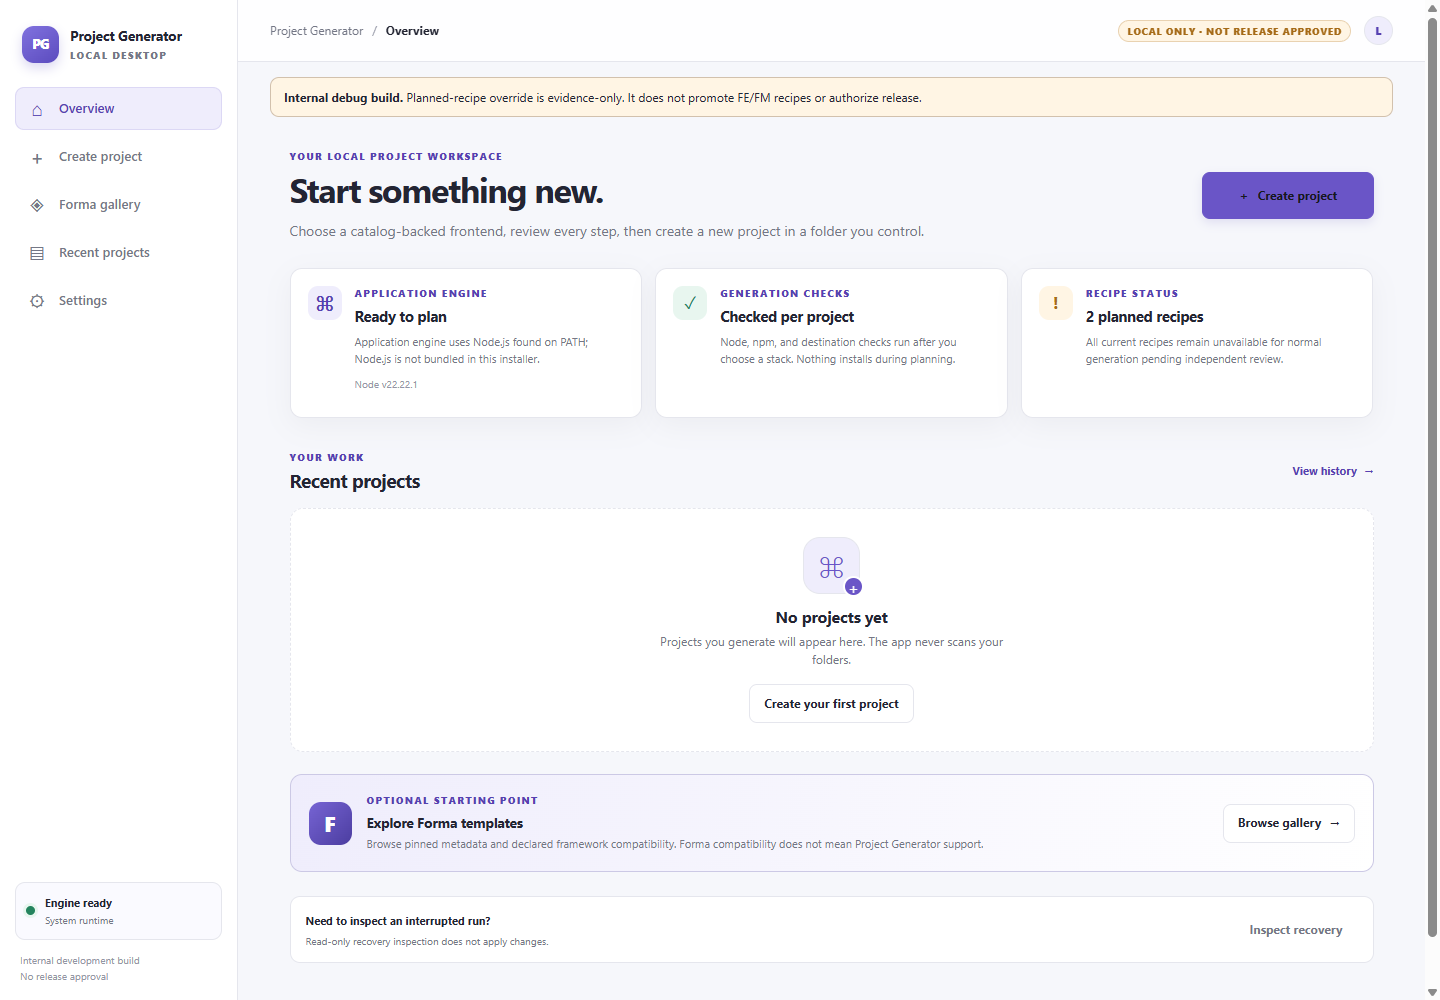 PG
Project Generator
LOCAL DESKTOP
Overview
Create project
Forma gallery
Recent projects
Settings
Engine ready
System runtime
Internal development build
No release approval
Project Generator / Overview
LOCAL ONLY · NOT RELEASE APPROVED
L
Internal debug build. Planned-recipe override is evidence-only. It does not promote FE/FM recipes or authorize release.
YOUR LOCAL PROJECT WORKSPACE
Start something new.
Choose a catalog-backed frontend, review every step, then create a new project in a folder you control.
+ Create project
APPLICATION ENGINE
Ready to plan
Application engine uses Node.js found on PATH;
Node.js is not bundled in this installer.
Node v22.22.1
GENERATION CHECKS
Checked per project
Node, npm, and destination checks run after you
choose a stack. Nothing installs during planning.
!
RECIPE STATUS
2 planned recipes
All current recipes remain unavailable for normal
generation pending independent review.
YOUR WORK
Recent projects
View history →
No projects yet
Projects you generate will appear here. The app never scans your
folders.
Create your first project
F
OPTIONAL STARTING POINT
Explore Forma templates
Browse pinned metadata and declared framework compatibility. Forma compatibility does not mean Project Generator support.
Browse gallery →
Need to inspect an interrupted run?
Read-only recovery inspection does not apply changes.
Inspect recovery